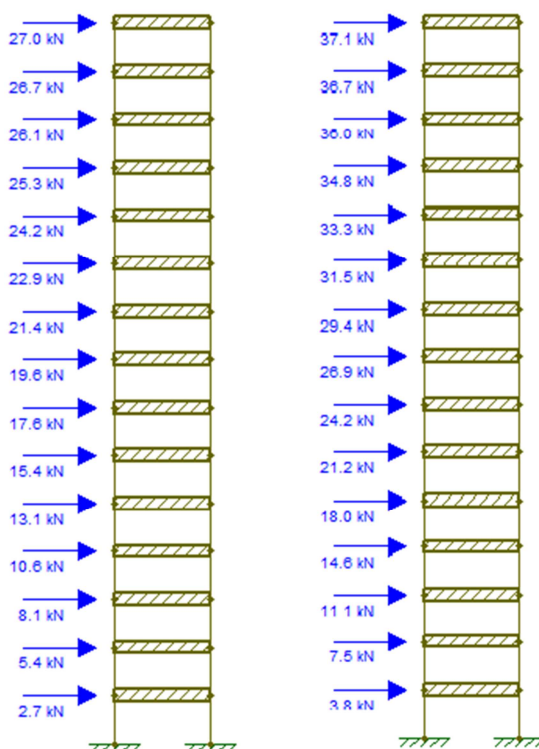 27.0 kN
26.7 kN
26.1 kN
25.3 kN
24.2 kN
22.9 kN
21.4 kN
19.6 kN
17.6 kN
15.4 kN
13.1 kN
10.6 kN
8.1 kN
5.4 kN
2.7 kN
37.1 kN
36.7 kN
36.0 kN
34.8 kN
33.3 kN
31.5 kN
29.4 kN
26.9 kN
24.2 kN
21.2 kN
18.0 kN
14.6 kN
11.1 kN
7.5 kN
3.8 kN